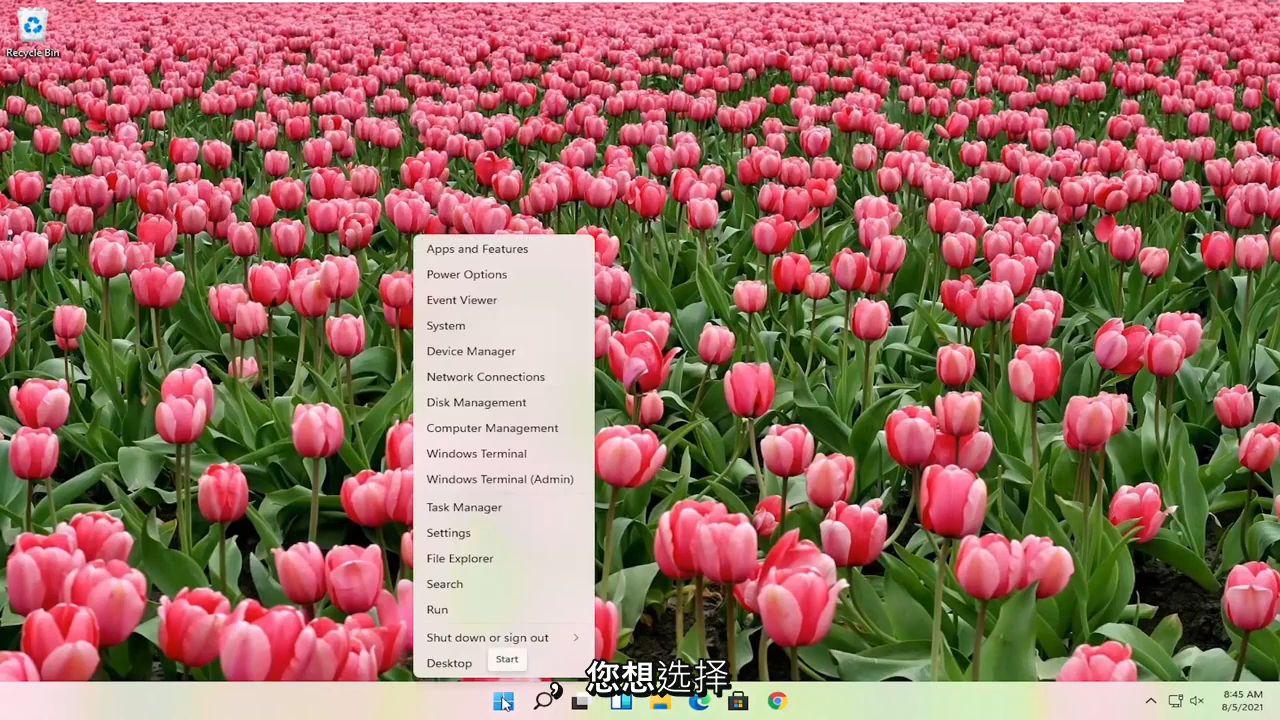 Recycle Bin
Apps and Features
Power Options
Event Viewer
System
Device Manager
Network Connections
Disk Management
Computer Management
Windows Terminal
Windows Terminal (Admin)
Task Manager
Settings
File Explorer
Search
Run
Shut down or sign out
Desktop
Start
，您想选择
8:45 AM
8/5/2021